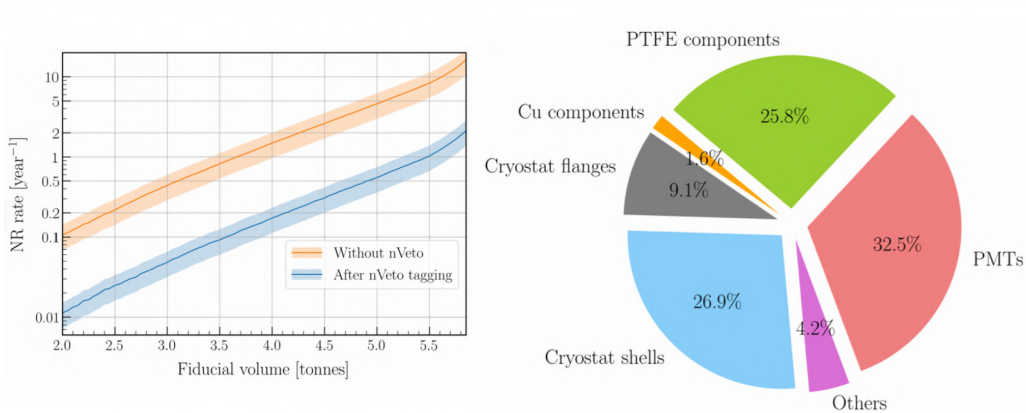 NR rate [year⁻¹]
10
5
2
1
0.5
0.2
0.1
0.01
2.0 2.5 3.0 3.5 4.0 4.5 5.0 5.5
Fiducial volume [tonnes]
Without nVeto
After nVeto tagging
PTFE components
25.8%
Cu components
1.6%
Cryostat flanges
9.1%
32.5%
PMTs
26.9%
Cryostat shells
4.2%
Others